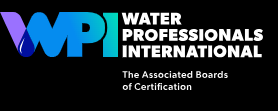 WPI
WATER
PROFESSIONALS
INTERNATIONAL
The Associated Boards
of Certification